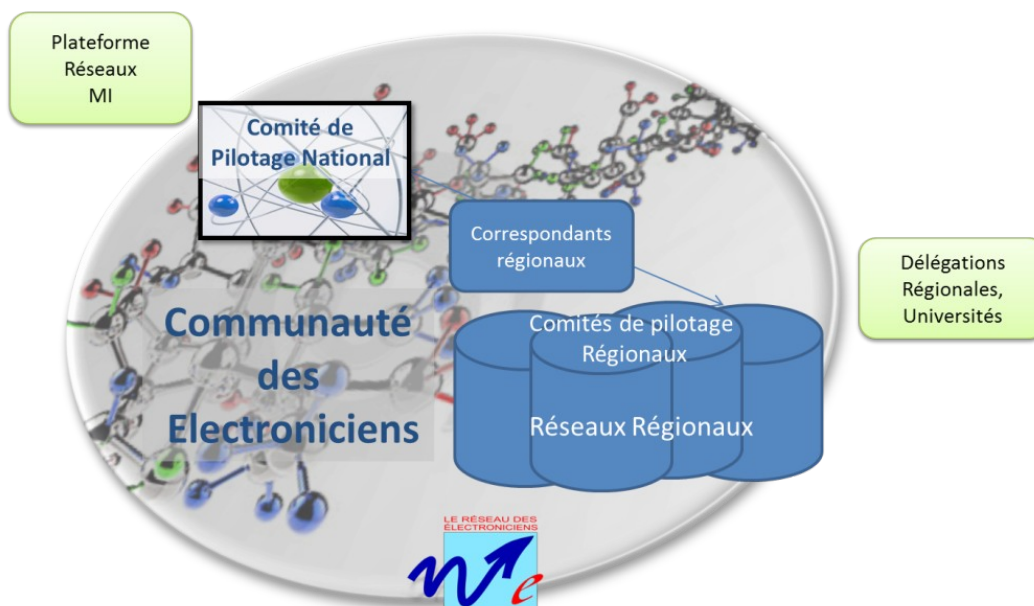 Plateforme
Réseaux
MI
Comité de
Pilotage National
Correspondants
régionaux
Délégations
Régionales,
Universités
Communauté
des
Electroniciens
Comités de pilotage
Régionaux
Réseaux Régionaux
LE RÉSEAU DES
ÉLECTRONICIENS
e